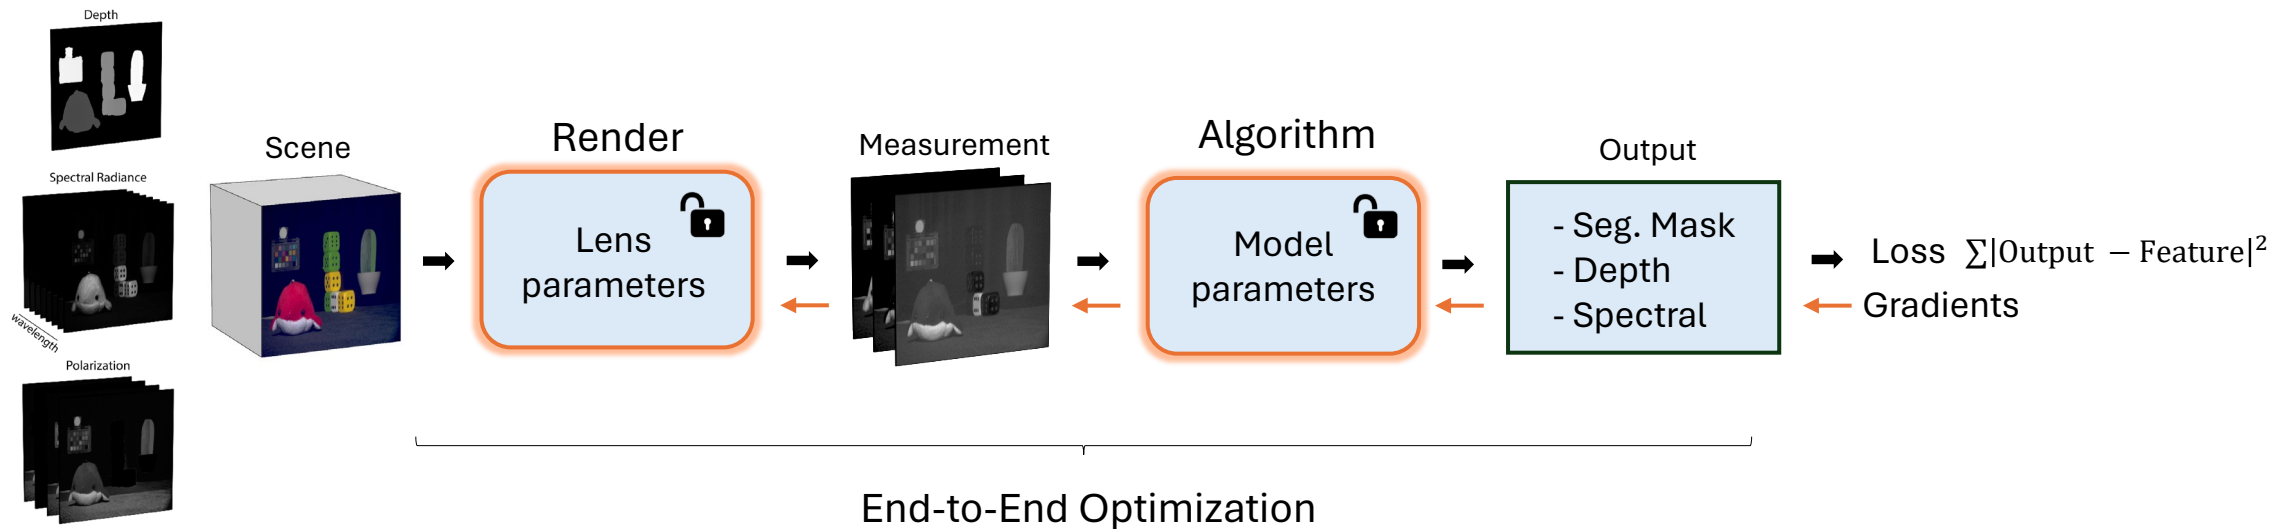 Depth
Spectral Radiance
wavelength
Polarization
Scene
Render
Lens
parameters
Measurement
Algorithm
Model
parameters
Output
- Seg. Mask
- Depth
- Spectral
Loss ∑|Output − Feature|²
Gradients
End-to-End Optimization